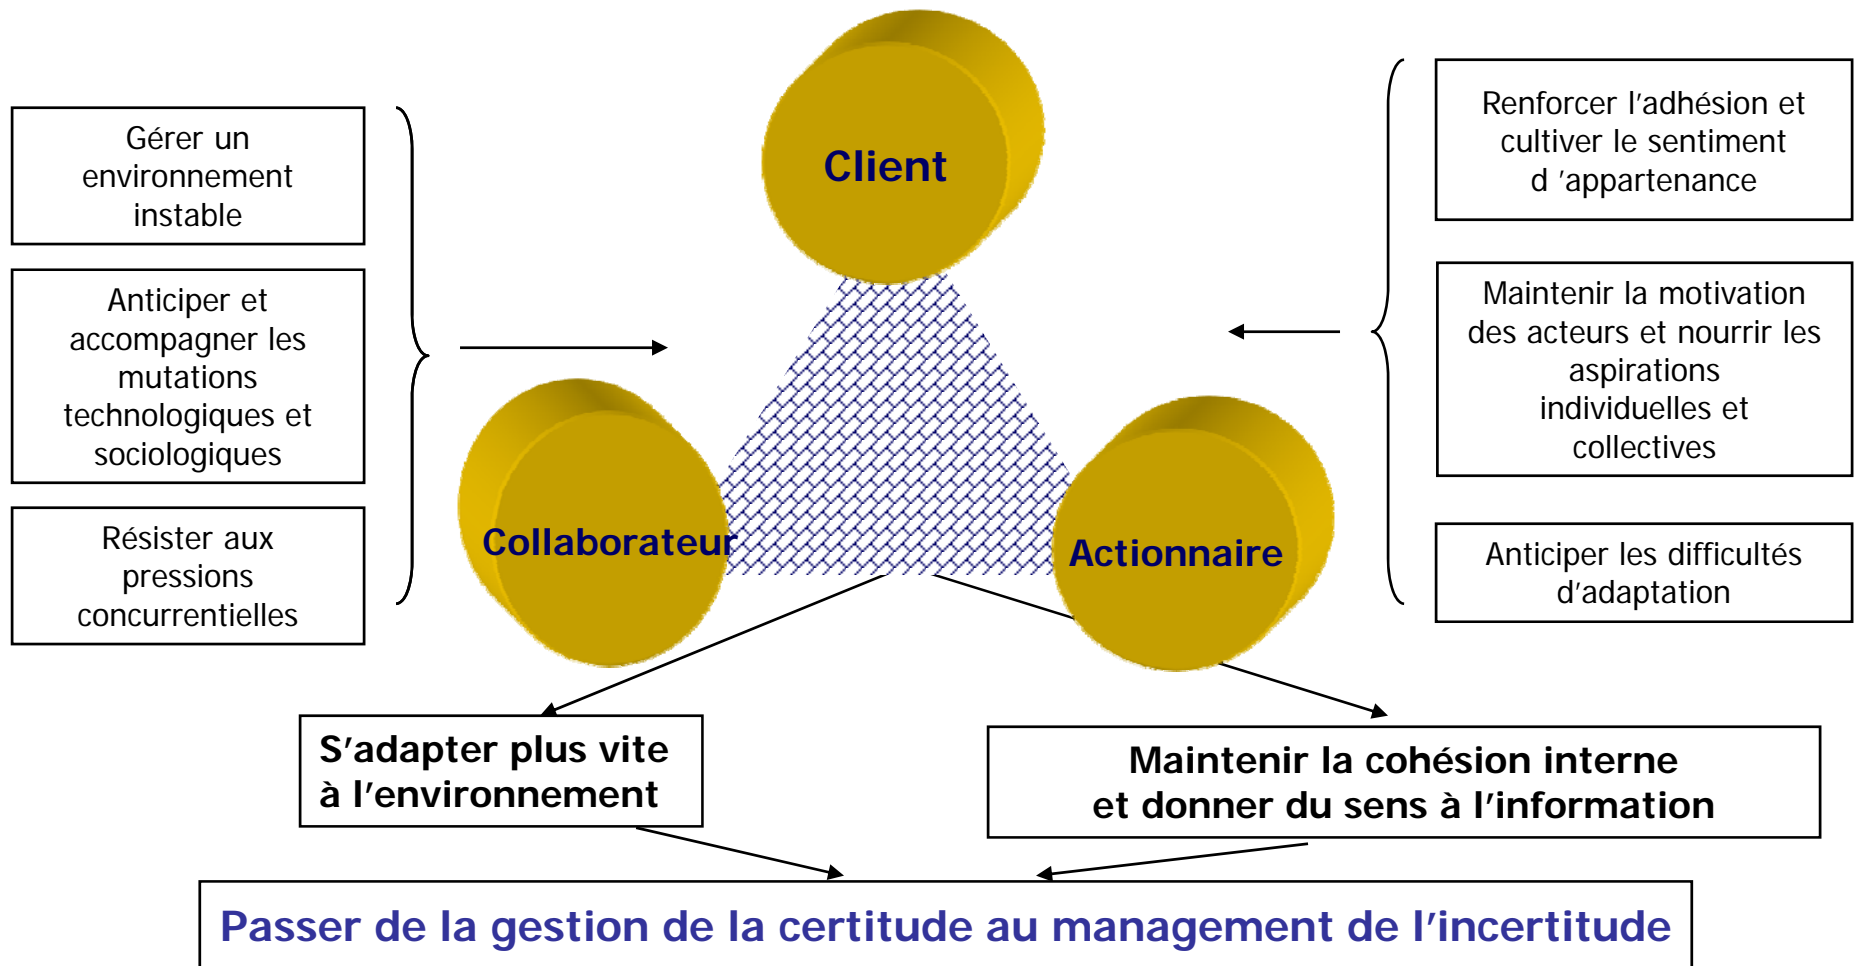 Gérer un
environnement
instable
Anticiper et
accompagner les
mutations
technologiques et
sociologiques
Résister aux
pressions
concurrentielles
Client
Collaborateur
Actionnaire
Renforcer l'adhésion et
cultiver le sentiment
d 'appartenance
Maintenir la motivation
des acteurs et nourrir les
aspirations
individuelles et
collectives
Anticiper les difficultés
d'adaptation
S'adapter plus vite
à l'environnement
Maintenir la cohésion interne
et donner du sens à l'information
Passer de la gestion de la certitude au management de l'incertitude